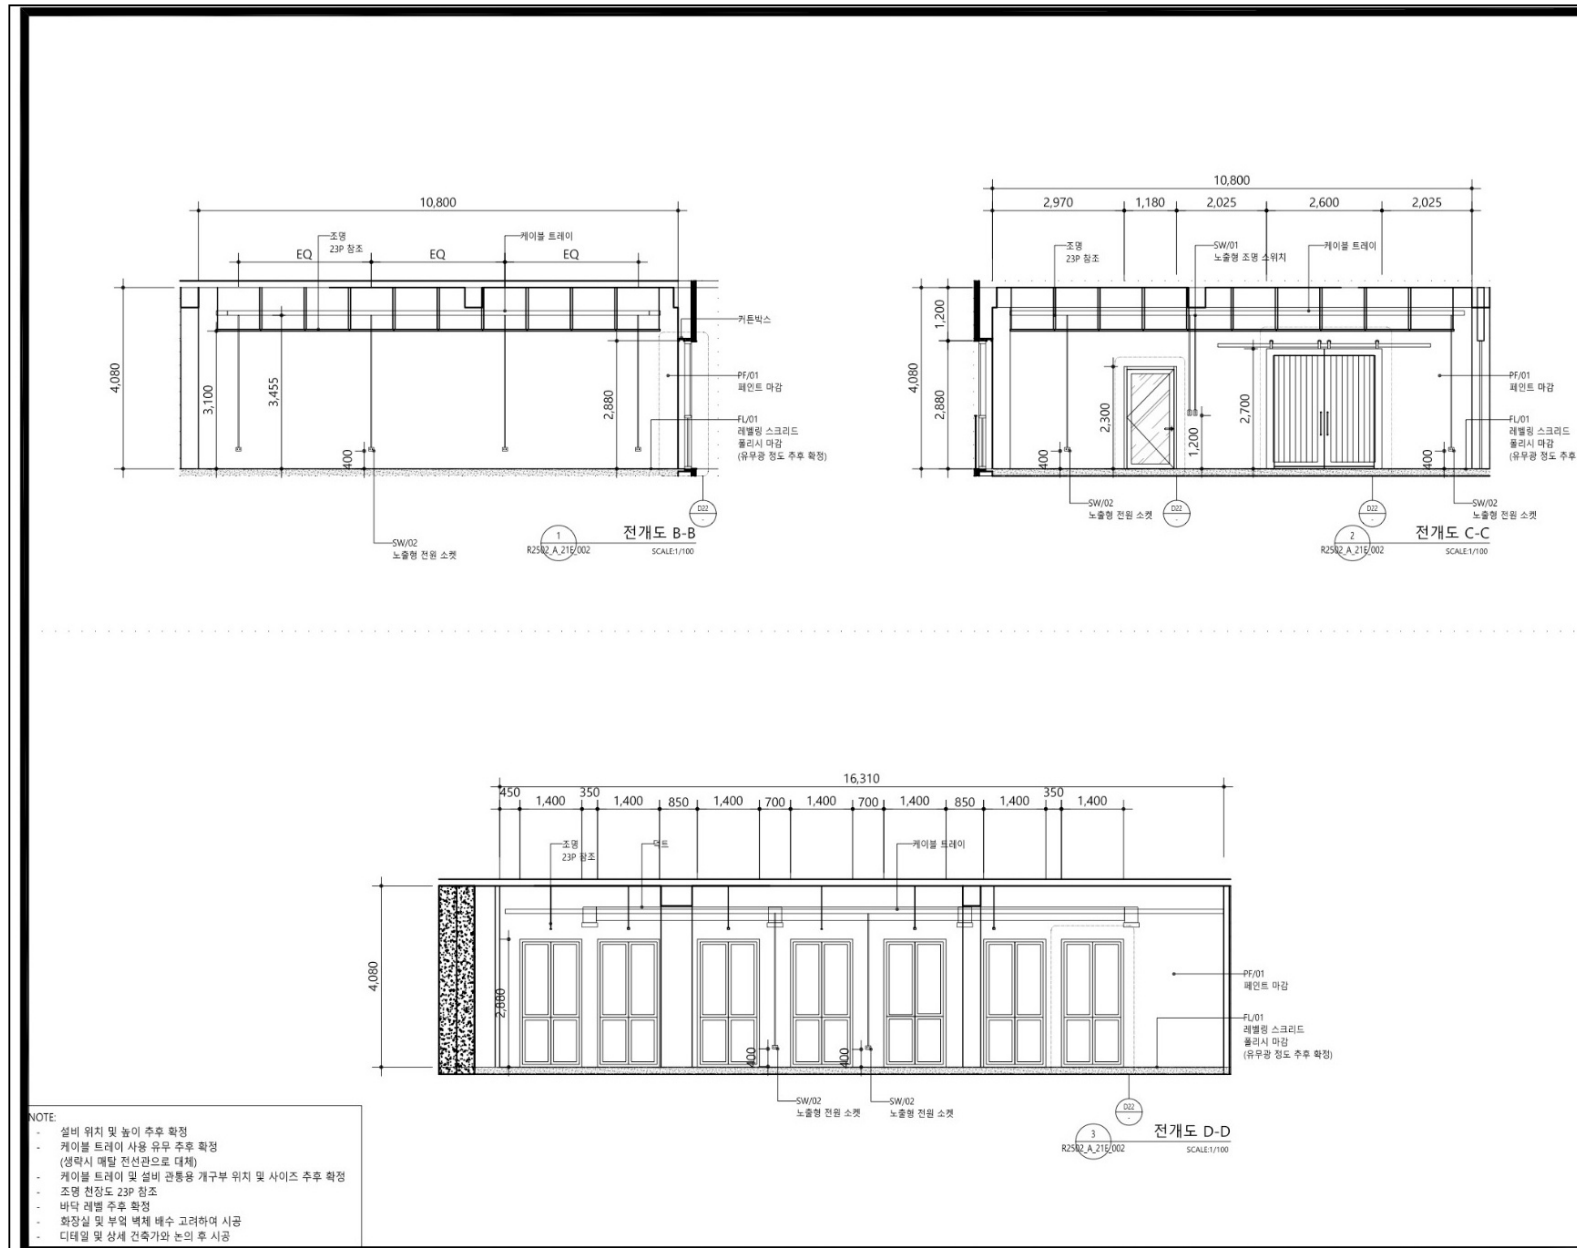 10,800
조명
23P 참조
케이블 트레이
EQ
EQ
EQ
4,080
3,100
3,455
2,880
400
커튼박스
PF/01
페인트 마감
FL/01
레벨링 스크리드
폴리시 마감
(유무광 정도 추후 확정)
SW/02
노출형 전원 소켓
D22
-
1
R2502_A_21E_002
전개도 B-B
SCALE:1/100
10,800
2,970
1,180
2,025
2,600
2,025
조명
23P 참조
SW/01
노출형 조명 스위치
케이블 트레이
4,080
1,200
2,880
2,300
1,200
2,700
400
400
PF/01
페인트 마감
FL/01
레벨링 스크리드
폴리시 마감
(유무광 정도 추후
SW/02
노출형 전원 소켓
D22
-
D22
-
SW/02
노출형 전원 소켓
2
R2502_A_21E_002
전개도 C-C
SCALE:1/100
16,310
450
1,400
350
1,400
850
1,400
700
1,400
700
1,400
850
1,400
350
1,400
조명
23P 참조
덕트
케이블 트레이
4,080
2,880
400
400
PF/01
페인트 마감
FL/01
레벨링 스크리드
폴리시 마감
(유무광 정도 추후 확정)
SW/02
노출형 전원 소켓
SW/02
노출형 전원 소켓
D22
-
3
R2502_A_21E_002
전개도 D-D
SCALE:1/100
NOTE:
- 설비 위치 및 높이 추후 확정
- 케이블 트레이 사용 유무 추후 확정
(생략시 매탈 전선관으로 대체)
- 케이블 트레이 및 설비 관통용 개구부 위치 및 사이즈 추후 확정
- 조명 천장도 23P 참조
- 바닥 레벨 추후 확정
- 화장실 및 부엌 벽체 배수 고려하여 시공
- 디테일 및 상세 건축가와 논의 후 시공